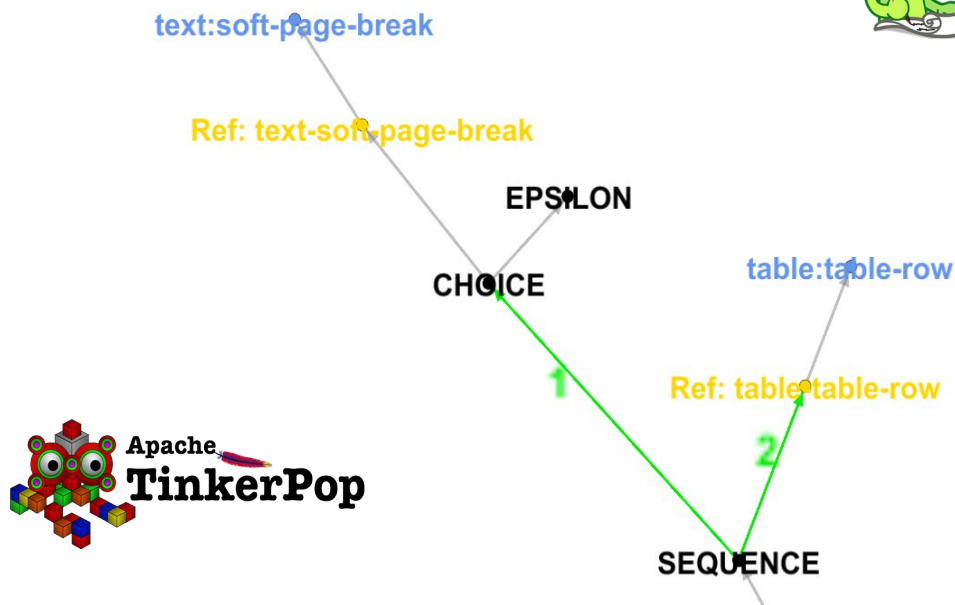 text:soft-page-break
Ref: text-soft-page-break
EPSILON
table:table-row
CHOICE
1
Ref: table-table-row
2
Apache
TinkerPop
SEQUENCE